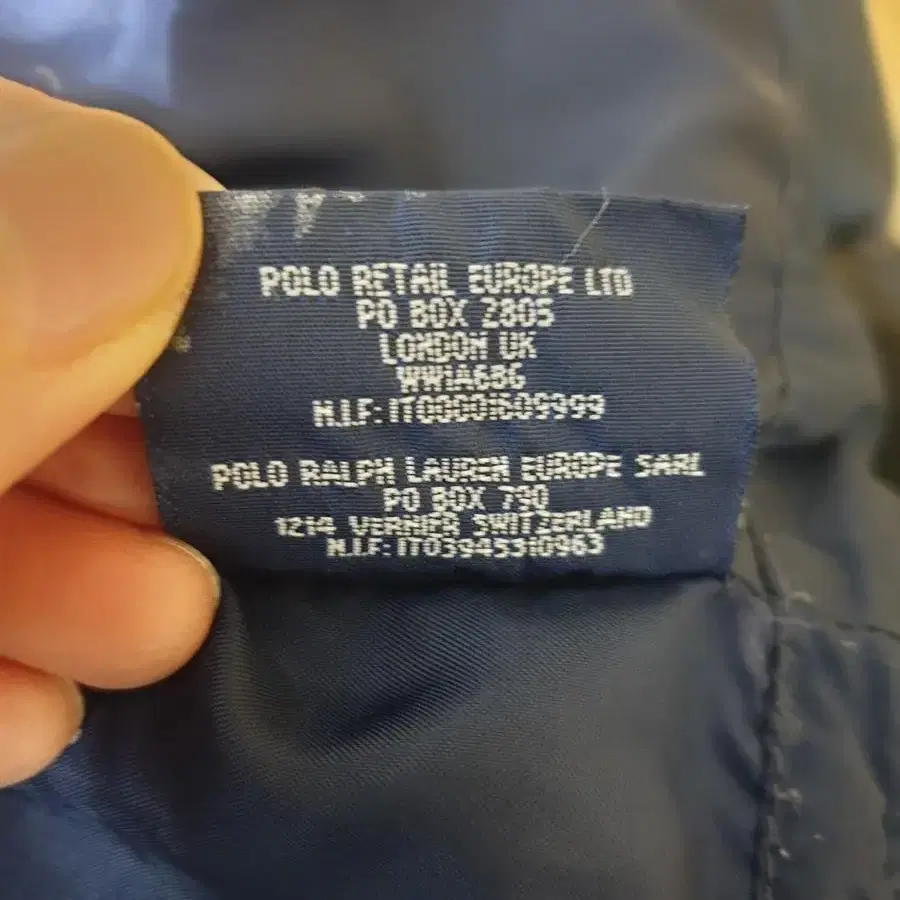 POLO RETAIL EUROPE LTD
PO BOX 2805
LONDON UK
WW1A6BG
N.I.F: IT00001609999
POLO RALPH LAUREN EUROPE SARL
PO BOX 790
1214 VERNIER SWITZERLAND
N.I.F: IT03945310963